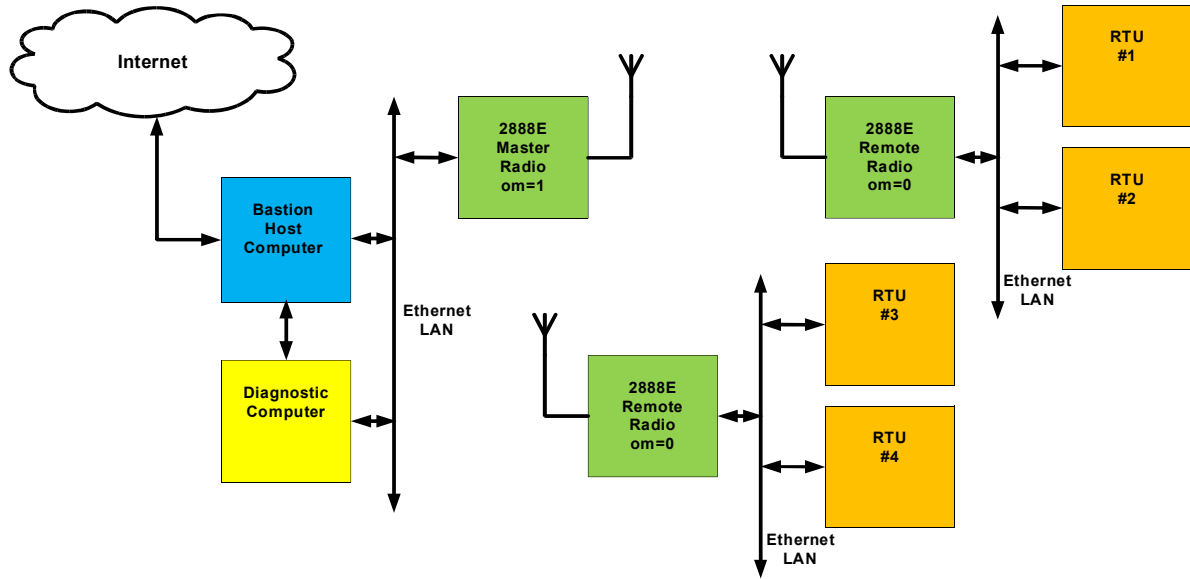 Internet
2888E
Master
Radio
om=1
2888E
Remote
Radio
om=0
RTU
#1
RTU
#2
Bastion
Host
Computer
Ethernet
LAN
Ethernet
LAN
RTU
#3
Diagnostic
Computer
2888E
Remote
Radio
om=0
RTU
#4
Ethernet
LAN